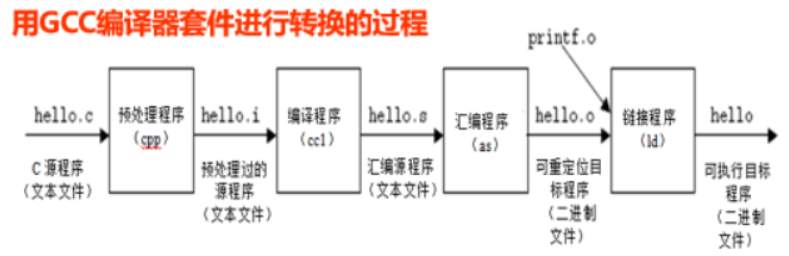 用GCC编译器套件进行转换的过程
printf.o
hello.c
预处理程序
（cpp）
hello.i
编译程序
（cc1）
hello.s
汇编程序
（as）
hello.o
链接程序
（ld）
hello
C 源程序
（文本文件）
预处理过的
源程序
（文本文件）
汇编源程序
（文本文件）
可重定位目
标程序
（二进制
文件）
可执行目标
程序
（二进制
文件）